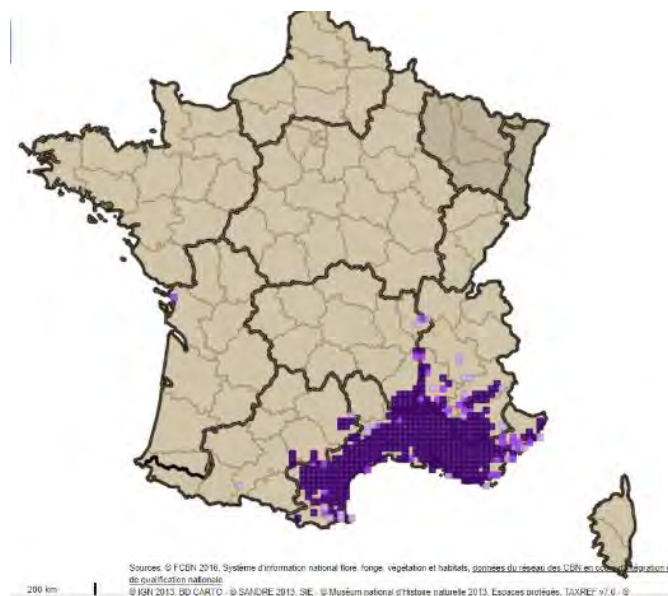 Sources: © FCBN 2016, Système d'information national flore, fonge, végétation et habitats, données du réseau des CBN en cours intégration
de qualification nationale
200 km
© IGN 2013, BD CARTO - © SANDRE 2013, SIE - © Muséum national d'Histoire naturelle 2013, Espaces protégés, TAXREF v7.0 - ©